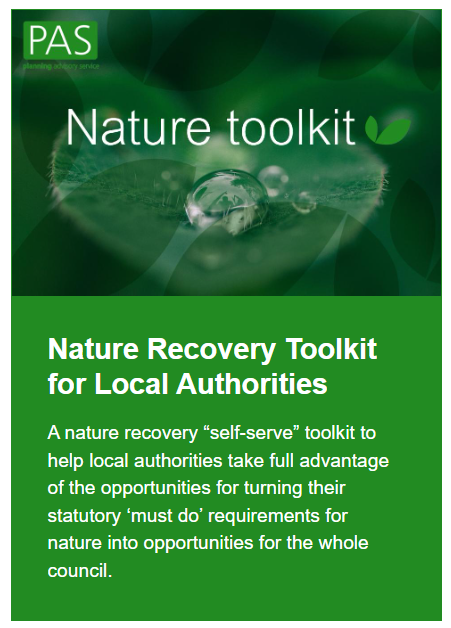 PAS
planning advisory service
Nature toolkit
Nature Recovery Toolkit
for Local Authorities
A nature recovery “self-serve” toolkit to
help local authorities take full advantage
of the opportunities for turning their
statutory ‘must do’ requirements for
nature into opportunities for the whole
council.